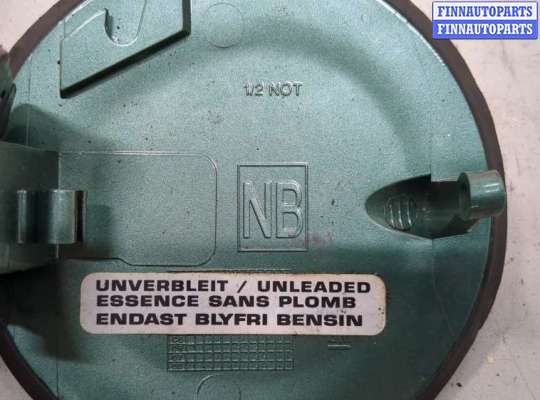 FINNAUTOPARTS
FINNAUTOPARTS
1/2 NOT
NB
UNVERBLEIT / UNLEADED
ESSENCE SANS PLOMB
ENDAST BLYFRI BENSIN